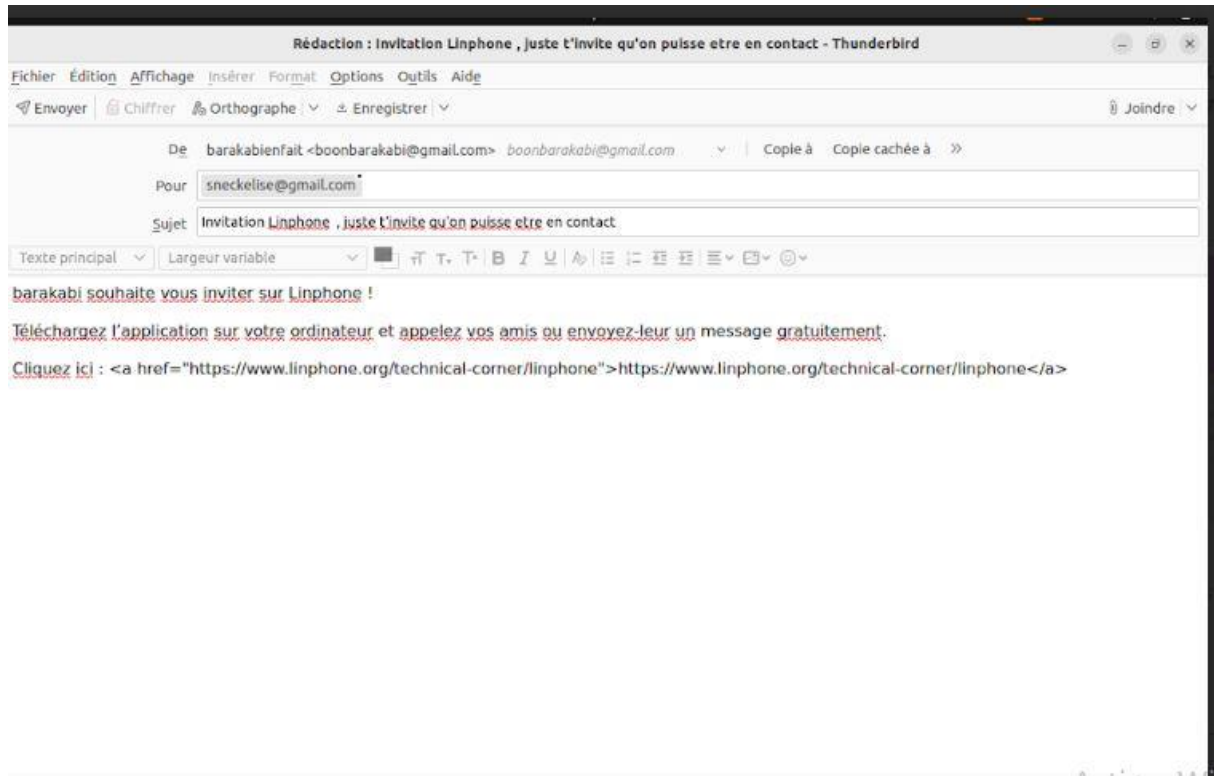 Rédaction : Invitation Linphone , juste t'invite qu'on puisse etre en contact - Thunderbird
Fichier Édition Affichage Insérer Format Options Outils Aide
Envoyer Chiffrer Orthographe Enregistrer Joindre
De barakabienfait <boonbarakabi@gmail.com> boonbarakabi@gmail.com Copie à Copie cachée à »
Pour sneckelise@gmail.com
Sujet Invitation Linphone , juste t'invite qu'on puisse etre en contact
Texte principal Largeur variable
barakabi souhaite vous inviter sur Linphone !
Téléchargez l'application sur votre ordinateur et appelez vos amis ou envoyez-leur un message gratuitement.
Cliquez ici : <a href="https://www.linphone.org/technical-corner/linphone">https://www.linphone.org/technical-corner/linphone</a>